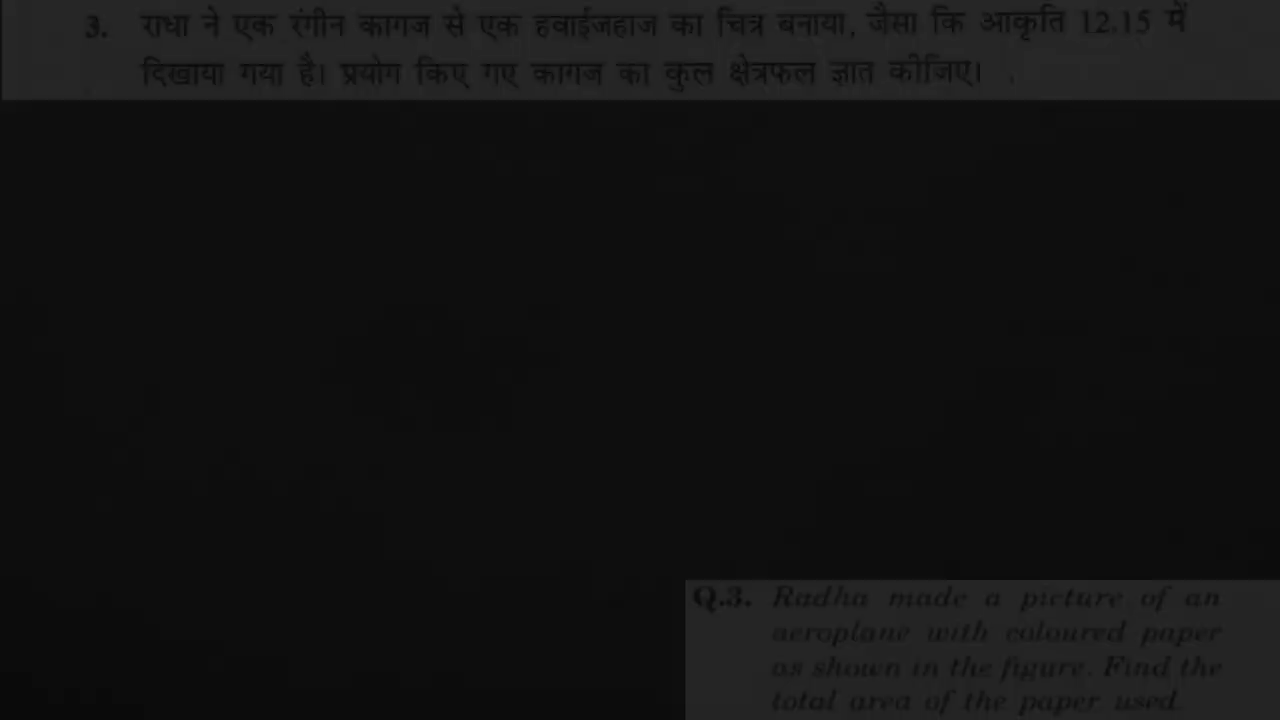 3. राधा ने एक रंगीन कागज से एक हवाईजहाज का चित्र बनाया, जैसा कि आकृति 12.15 में
दिखाया गया है। प्रयोग किए गए कागज का कुल क्षेत्रफल ज्ञात कीजिए।
Q.3. Radha made a picture of an
aeroplane with coloured paper
as shown in the figure. Find the
total area of the paper used.